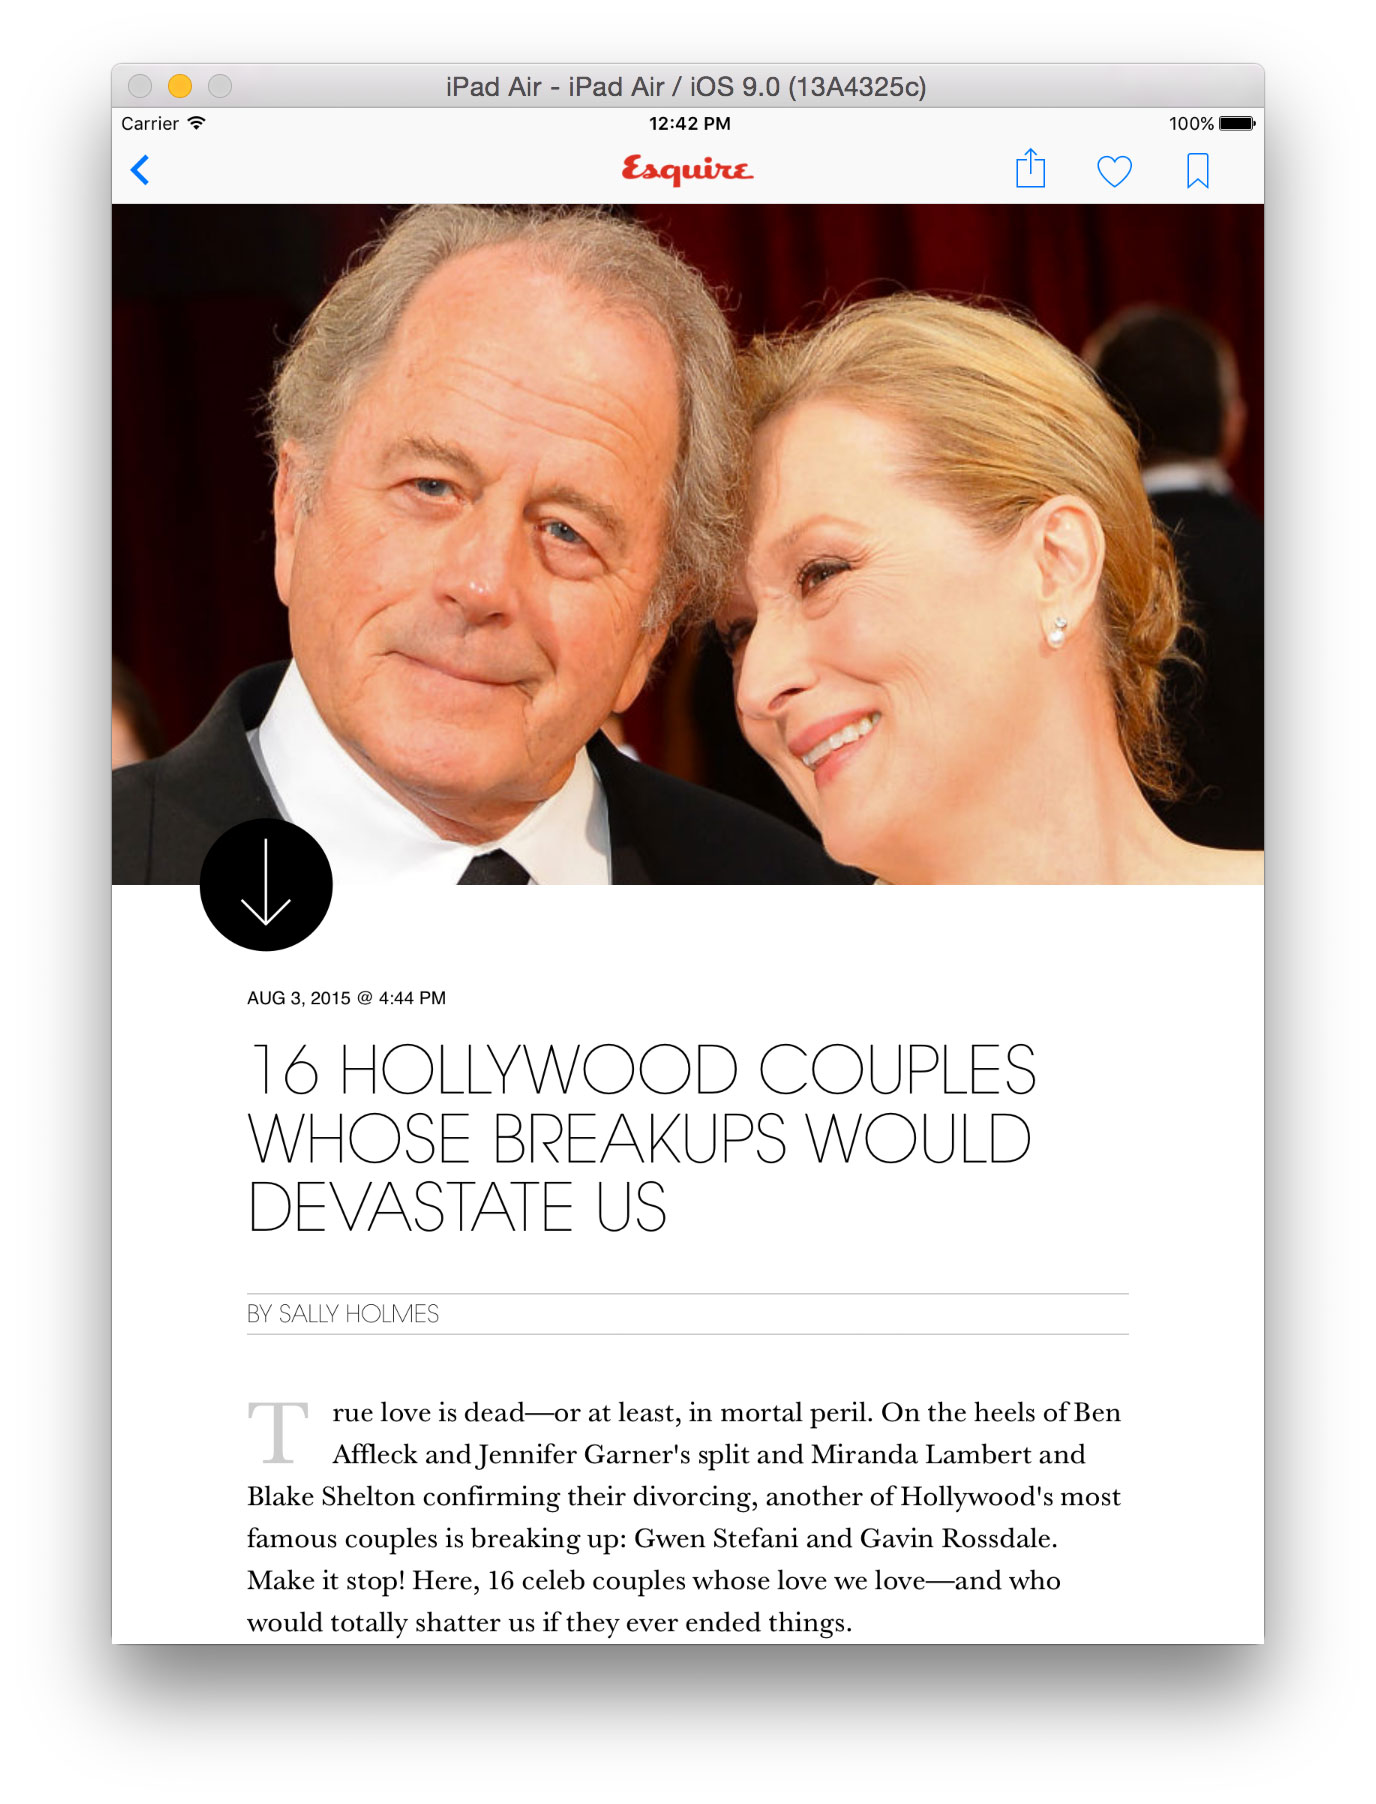 iPad Air - iPad Air / iOS 9.0 (13A4325c)
Carrier 12:42 PM 100%
Esquire
AUG 3, 2015 @ 4:44 PM
16 HOLLYWOOD COUPLES
WHOSE BREAKUPS WOULD
DEVASTATE US
BY SALLY HOLMES
True love is dead—or at least, in mortal peril. On the heels of Ben
Affleck and Jennifer Garner's split and Miranda Lambert and
Blake Shelton confirming their divorcing, another of Hollywood's most
famous couples is breaking up: Gwen Stefani and Gavin Rossdale.
Make it stop! Here, 16 celeb couples whose love we love—and who
would totally shatter us if they ever ended things.